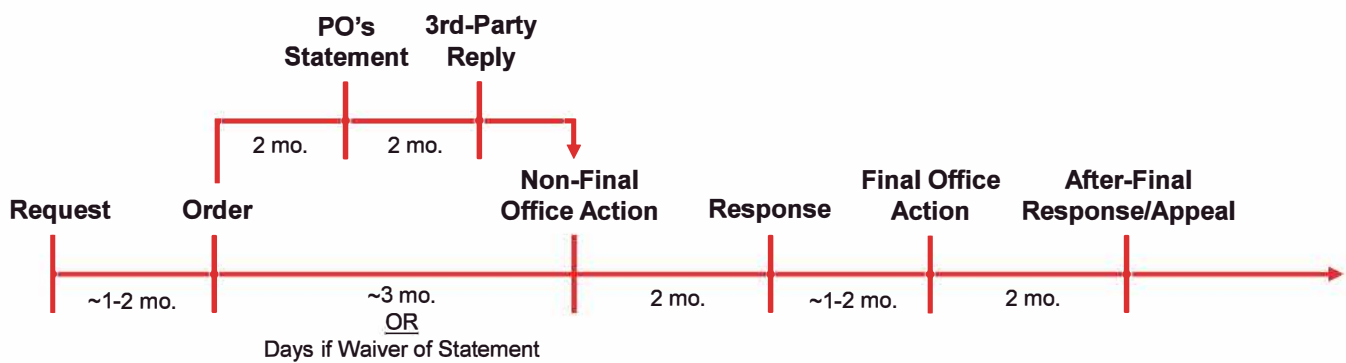 PO's
Statement
3rd-Party
Reply
2 mo.
2 mo.
Request
Order
Non-Final
Office Action
Response
Final Office
Action
After-Final
Response/Appeal
~1-2 mo.
~3 mo.
OR
Days if Waiver of Statement
2 mo.
~1-2 mo.
2 mo.